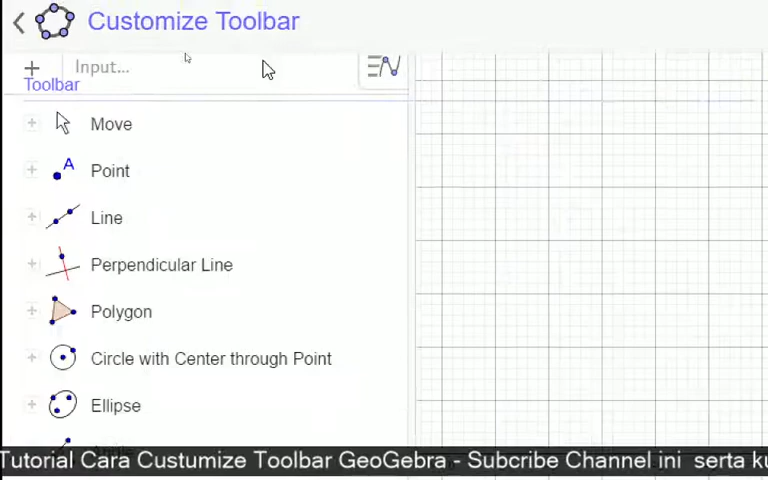 Customize Toolbar
Input...
Toolbar
Move
A
Point
Line
Perpendicular Line
Polygon
Circle with Center through Point
Ellipse
Tutorial Cara Custumize Toolbar GeoGebra - Subcribe Channel ini serta ku